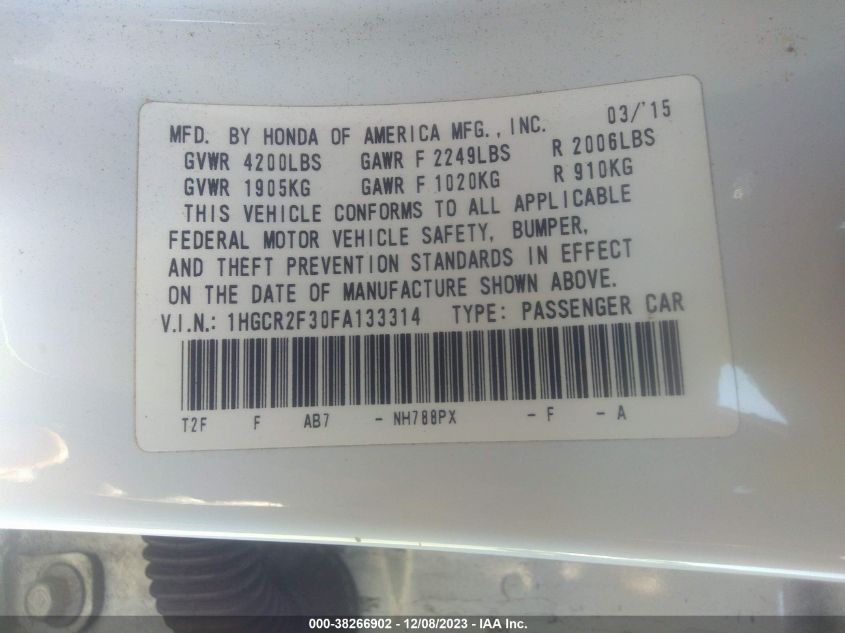 MFD. BY HONDA OF AMERICA MFG., INC. 03/'15
GVWR 4200LBS GAWR F 2249LBS R 2006LBS
GVWR 1905KG GAWR F 1020KG R 910KG
THIS VEHICLE CONFORMS TO ALL APPLICABLE
FEDERAL MOTOR VEHICLE SAFETY, BUMPER,
AND THEFT PREVENTION STANDARDS IN EFFECT
ON THE DATE OF MANUFACTURE SHOWN ABOVE.
V.I.N.: 1HGCR2F30FA133314 TYPE: PASSENGER CAR
T2F F AB7 - NH788PX - F - A
000-38266902 - 12/08/2023 - IAA Inc.